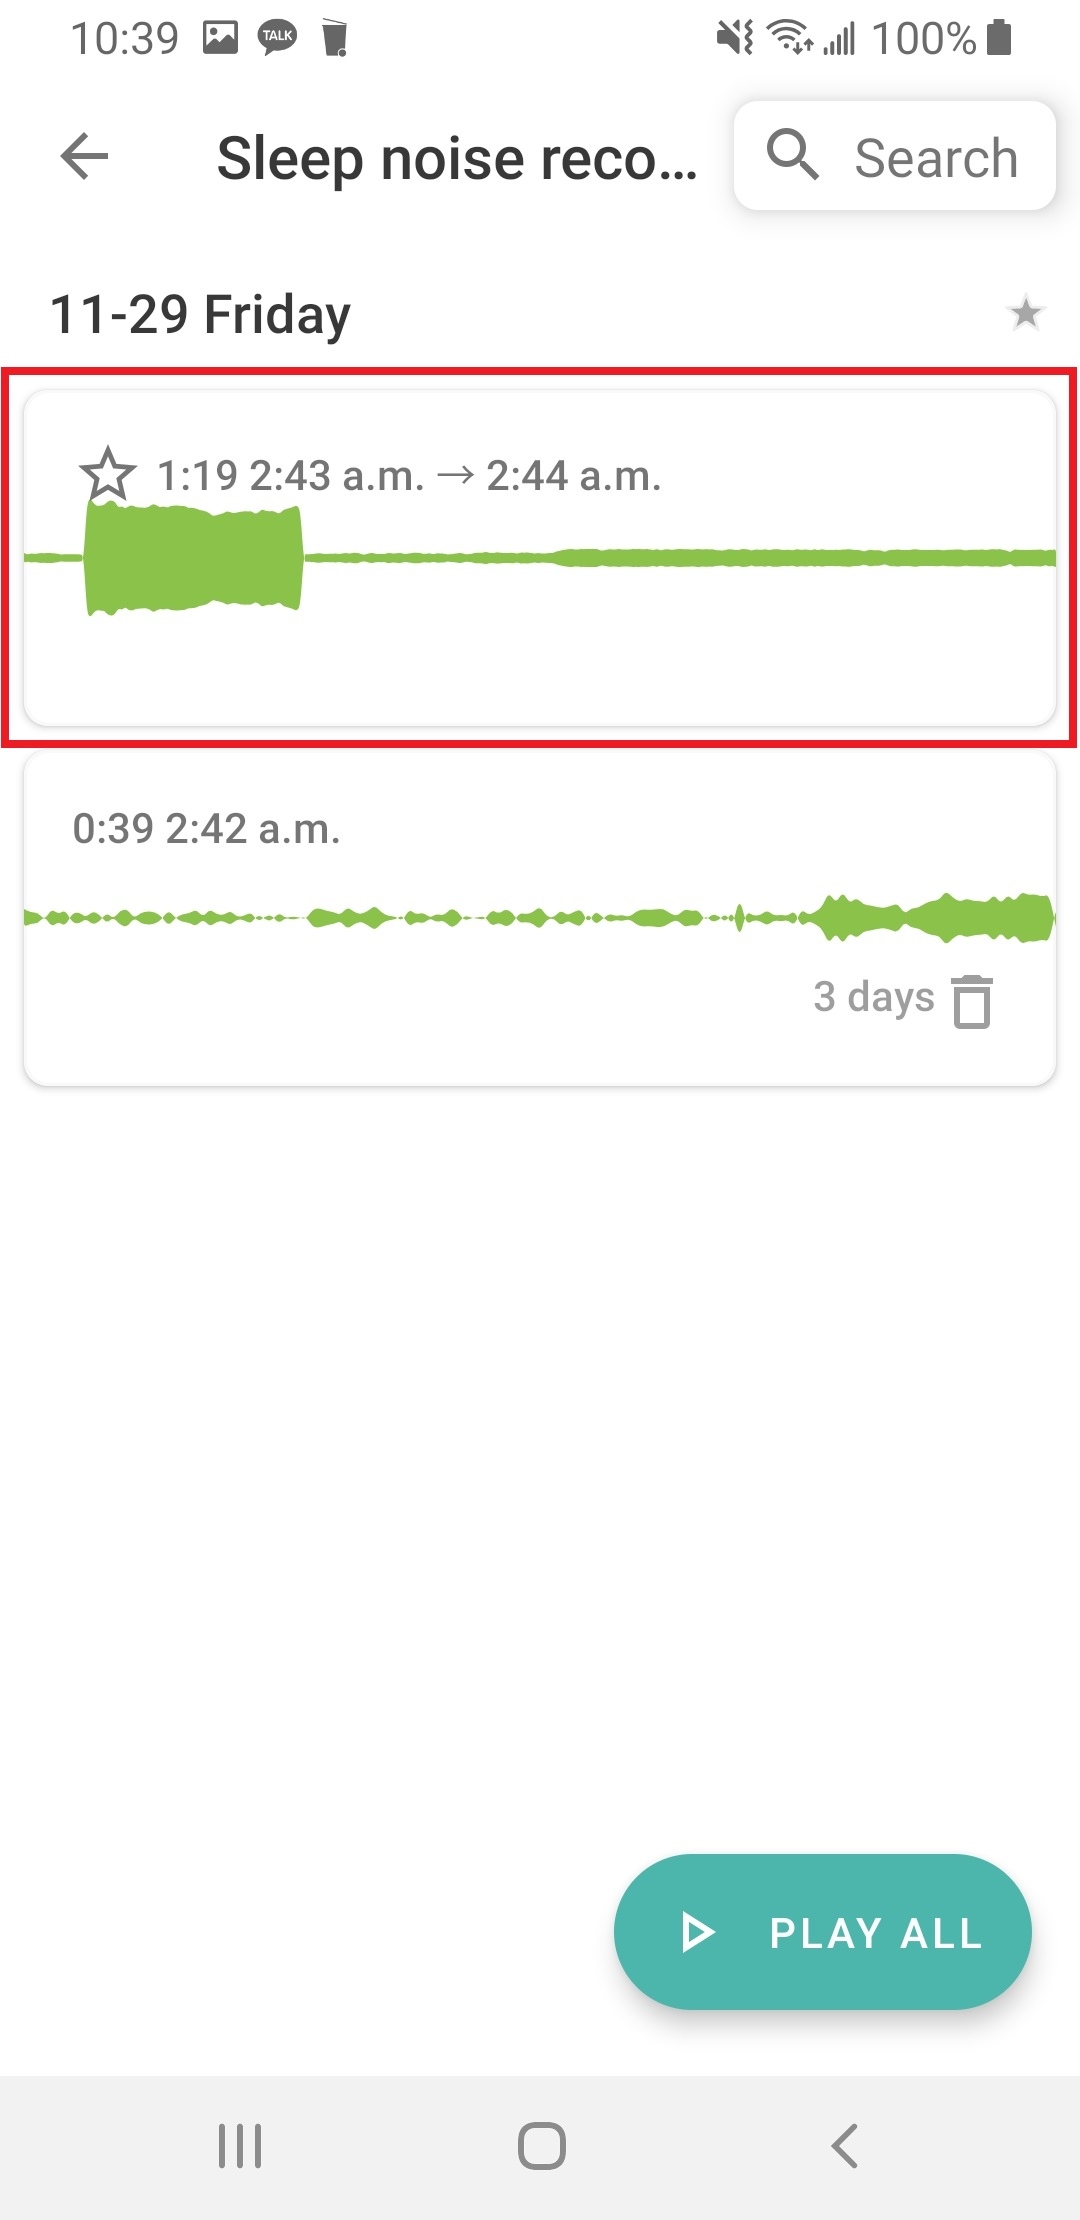 10:39 TALK 100%
Sleep noise reco... Search
11-29 Friday
1:19 2:43 a.m. → 2:44 a.m.
0:39 2:42 a.m.
3 days
PLAY ALL